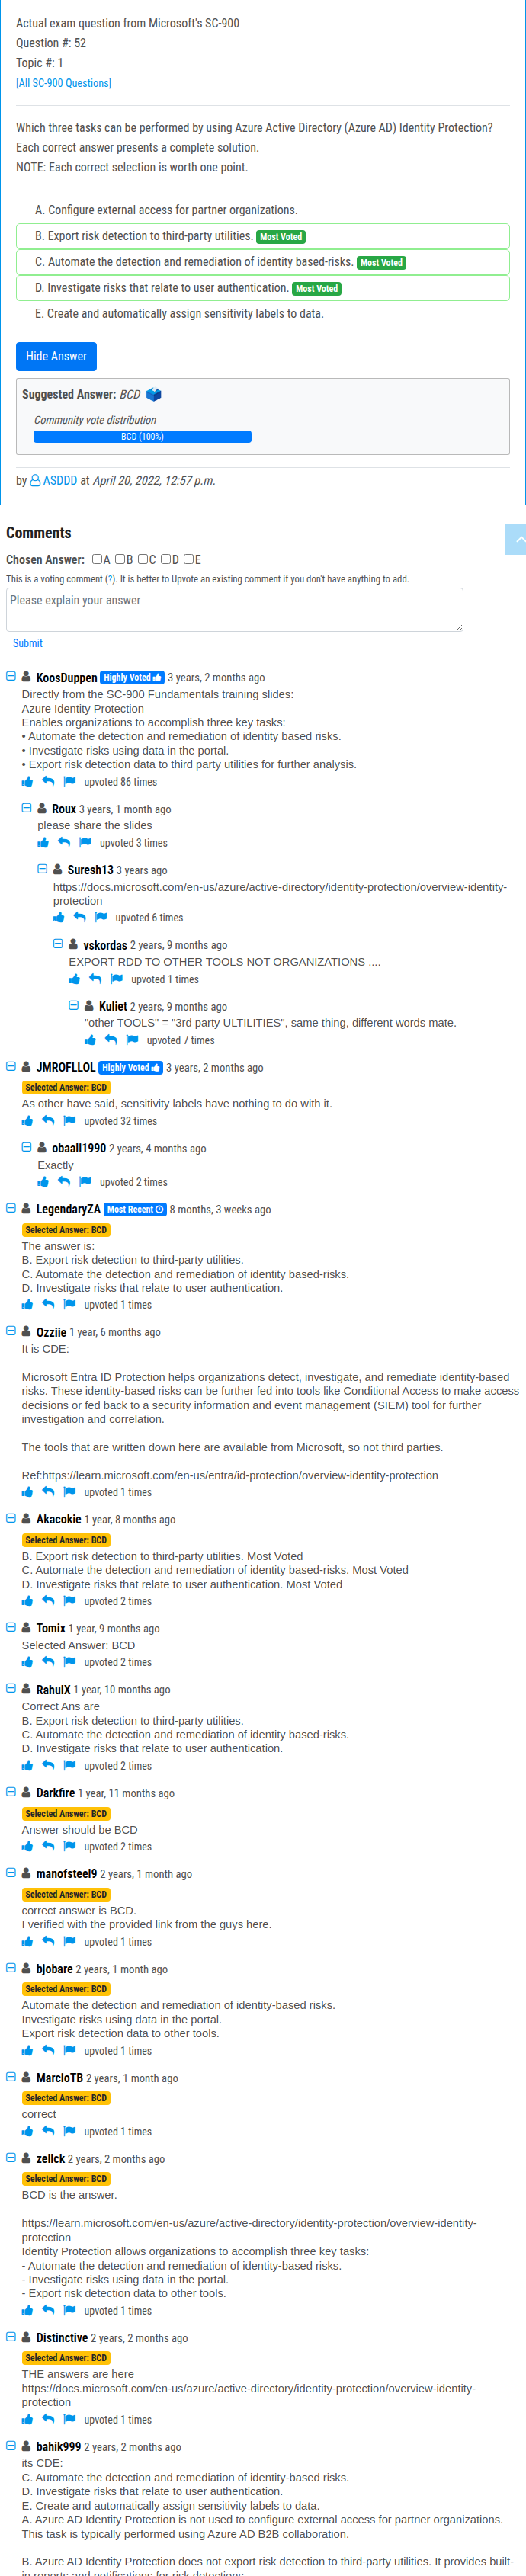 Actual exam question from Microsoft's SC-900
Question #: 52
Topic #: 1
[All SC-900 Questions]
Which three tasks can be performed by using Azure Active Directory (Azure AD) Identity Protection?
Each correct answer presents a complete solution.
NOTE: Each correct selection is worth one point.
A. Configure external access for partner organizations.
B. Export risk detection to third-party utilities. Most Voted
C. Automate the detection and remediation of identity based-risks. Most Voted
D. Investigate risks that relate to user authentication. Most Voted
E. Create and automatically assign sensitivity labels to data.
Hide Answer
Suggested Answer: BCD
Community vote distribution
BCD (100%)
by ASDDD at April 20, 2022, 12:57 p.m.
Comments
Chosen Answer: A B C D E
This is a voting comment (?). It is better to Upvote an existing comment if you don't have anything to add.
Please explain your answer
Submit
KoosDuppen Highly Voted 3 years, 2 months ago
Directly from the SC-900 Fundamentals training slides:
Azure Identity Protection
Enables organizations to accomplish three key tasks:
• Automate the detection and remediation of identity based risks.
• Investigate risks using data in the portal.
• Export risk detection data to third party utilities for further analysis.
upvoted 86 times
Roux 3 years, 1 month ago
please share the slides
upvoted 3 times
Suresh13 3 years ago
https://docs.microsoft.com/en-us/azure/active-directory/identity-protection/overview-identity-
protection
upvoted 6 times
vskordas 2 years, 9 months ago
EXPORT RDD TO OTHER TOOLS NOT ORGANIZATIONS ....
upvoted 1 times
Kuliet 2 years, 9 months ago
"other TOOLS" = "3rd party ULTILITIES", same thing, different words mate.
upvoted 7 times
JMROFLLOL Highly Voted 3 years, 2 months ago
Selected Answer: BCD
As other have said, sensitivity labels have nothing to do with it.
upvoted 32 times
obaali1990 2 years, 4 months ago
Exactly
upvoted 2 times
LegendaryZA Most Recent 8 months, 3 weeks ago
Selected Answer: BCD
The answer is:
B. Export risk detection to third-party utilities.
C. Automate the detection and remediation of identity based-risks.
D. Investigate risks that relate to user authentication.
upvoted 1 times
Ozziie 1 year, 6 months ago
It is CDE:
Microsoft Entra ID Protection helps organizations detect, investigate, and remediate identity-based
risks. These identity-based risks can be further fed into tools like Conditional Access to make access
decisions or fed back to a security information and event management (SIEM) tool for further
investigation and correlation.
The tools that are written down here are available from Microsoft, so not third parties.
Ref:https://learn.microsoft.com/en-us/entra/id-protection/overview-identity-protection
upvoted 1 times
Akacokie 1 year, 8 months ago
Selected Answer: BCD
B. Export risk detection to third-party utilities. Most Voted
C. Automate the detection and remediation of identity based-risks. Most Voted
D. Investigate risks that relate to user authentication. Most Voted
upvoted 2 times
Tomix 1 year, 9 months ago
Selected Answer: BCD
upvoted 2 times
RahulX 1 year, 10 months ago
Correct Ans are
B. Export risk detection to third-party utilities.
C. Automate the detection and remediation of identity based-risks.
D. Investigate risks that relate to user authentication.
upvoted 2 times
Darkfire 1 year, 11 months ago
Selected Answer: BCD
Answer should be BCD
upvoted 2 times
manofsteel9 2 years, 1 month ago
Selected Answer: BCD
correct answer is BCD.
I verified with the provided link from the guys here.
upvoted 1 times
bjobare 2 years, 1 month ago
Selected Answer: BCD
Automate the detection and remediation of identity-based risks.
Investigate risks using data in the portal.
Export risk detection data to other tools.
upvoted 1 times
MarcioTB 2 years, 1 month ago
Selected Answer: BCD
correct
upvoted 1 times
zellck 2 years, 2 months ago
Selected Answer: BCD
BCD is the answer.
https://learn.microsoft.com/en-us/azure/active-directory/identity-protection/overview-identity-
protection
Identity Protection allows organizations to accomplish three key tasks:
- Automate the detection and remediation of identity-based risks.
- Investigate risks using data in the portal.
- Export risk detection data to other tools.
upvoted 1 times
Distinctive 2 years, 2 months ago
Selected Answer: BCD
THE answers are here
https://docs.microsoft.com/en-us/azure/active-directory/identity-protection/overview-identity-
protection
upvoted 1 times
bahik999 2 years, 2 months ago
its CDE:
C. Automate the detection and remediation of identity-based risks.
D. Investigate risks that relate to user authentication.
E. Create and automatically assign sensitivity labels to data.
A. Azure AD Identity Protection is not used to configure external access for partner organizations.
This task is typically performed using Azure AD B2B collaboration.
B. Azure AD Identity Protection does not export risk detection to third-party utilities. It provides built-
in reports and notifications for risk detections.